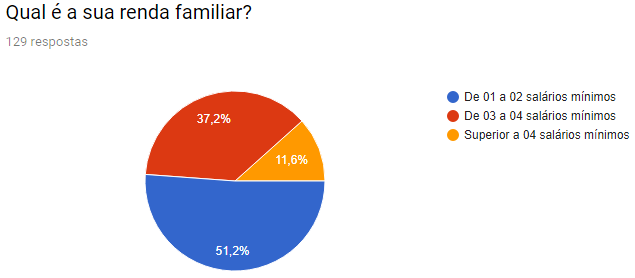 Qual é a sua renda familiar?
129 respostas
De 01 a 02 salários mínimos
De 03 a 04 salários mínimos
Superior a 04 salários mínimos
37,2%
11,6%
51,2%